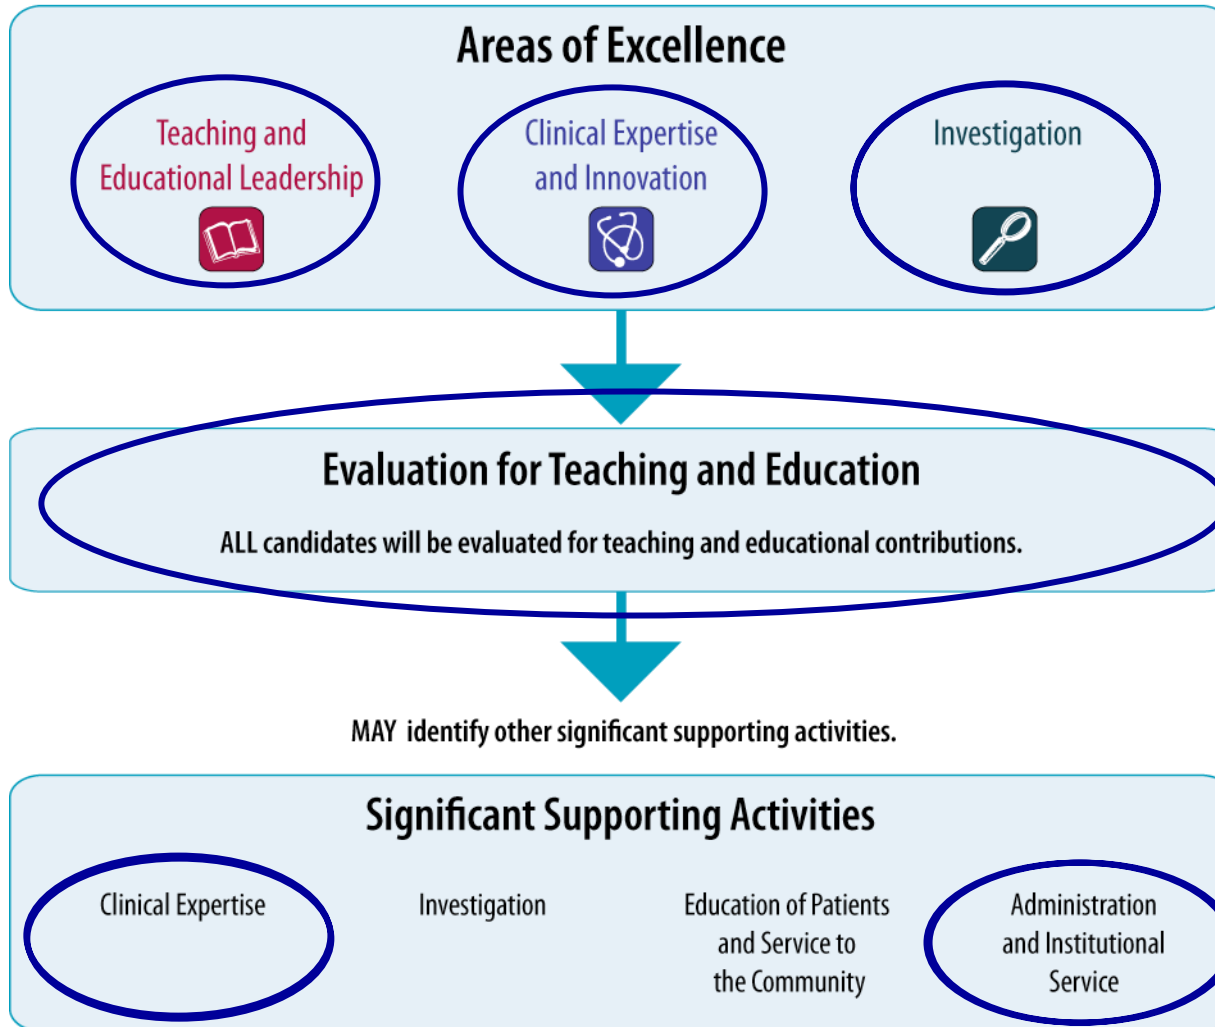 Areas of Excellence
Teaching and
Educational Leadership
Clinical Expertise
and Innovation
Investigation
Evaluation for Teaching and Education
ALL candidates will be evaluated for teaching and educational contributions.
MAY identify other significant supporting activities.
Significant Supporting Activities
Clinical Expertise
Investigation
Education of Patients
and Service to
the Community
Administration
and Institutional
Service